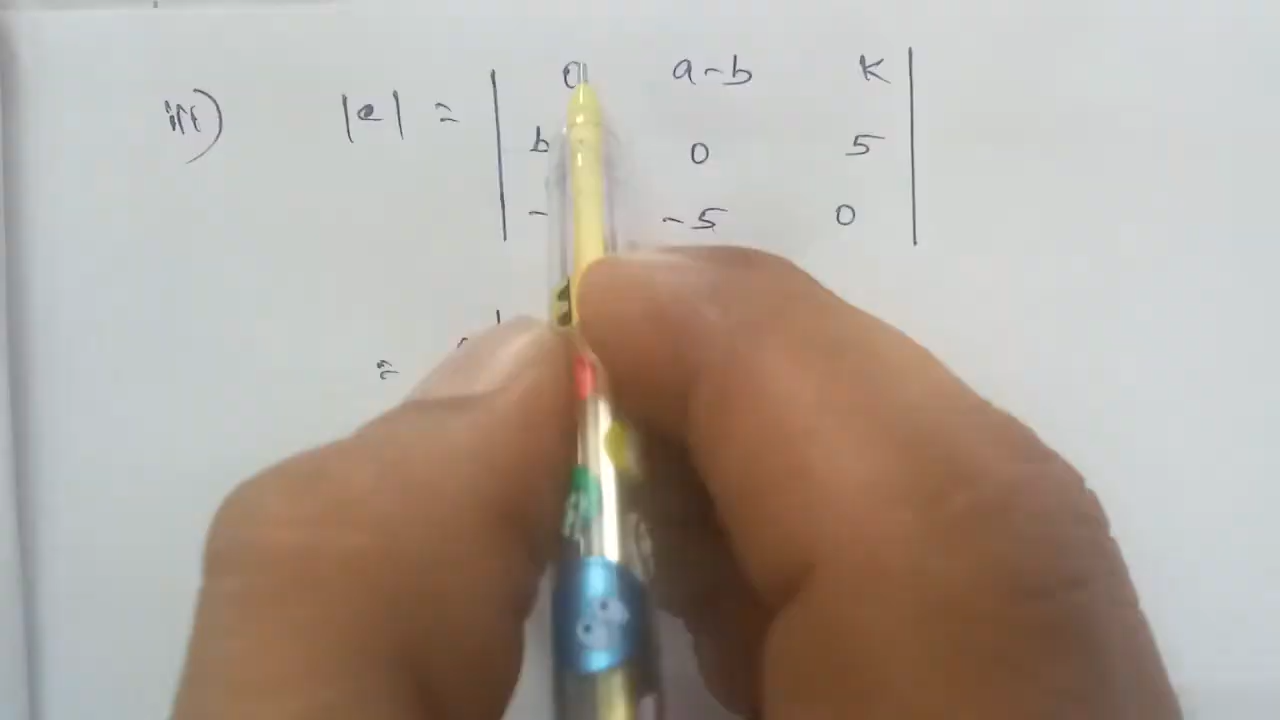 iii) |e| = | 0 a-b k |
b 0 5
- -5 0
=